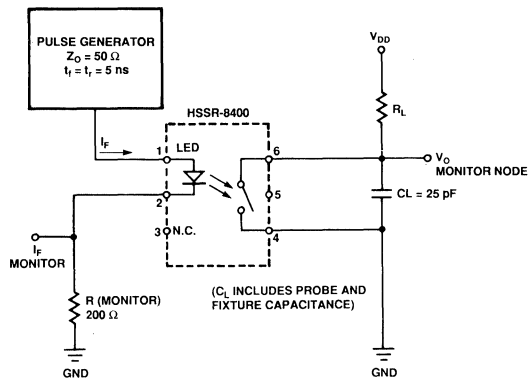 PULSE GENERATOR
Z_O = 50 Ω
t_f = t_r = 5 ns
V_DD
HSSR-8400
R_L
I_F
1
LED
6
V_O
MONITOR NODE
5
CL = 25 pF
2
3
N.C.
4
I_F
MONITOR
R (MONITOR)
200 Ω
(C_L INCLUDES PROBE AND
FIXTURE CAPACITANCE)
GND
GND